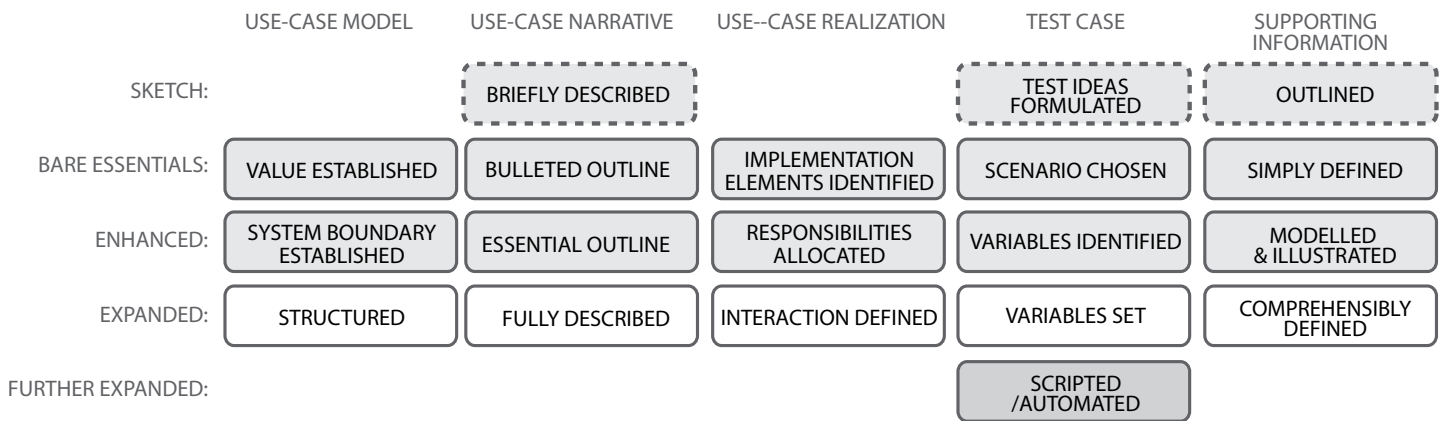 USE-CASE MODEL
USE-CASE NARRATIVE
USE--CASE REALIZATION
TEST CASE
SUPPORTING
INFORMATION
SKETCH:
BRIEFLY DESCRIBED
TEST IDEAS
FORMULATED
OUTLINED
BARE ESSENTIALS:
VALUE ESTABLISHED
BULLETED OUTLINE
IMPLEMENTATION
ELEMENTS IDENTIFIED
SCENARIO CHOSEN
SIMPLY DEFINED
ENHANCED:
SYSTEM BOUNDARY
ESTABLISHED
ESSENTIAL OUTLINE
RESPONSIBILITIES
ALLOCATED
VARIABLES IDENTIFIED
MODELLED
& ILLUSTRATED
EXPANDED:
STRUCTURED
FULLY DESCRIBED
INTERACTION DEFINED
VARIABLES SET
COMPREHENSIBLY
DEFINED
FURTHER EXPANDED:
SCRIPTED
/AUTOMATED